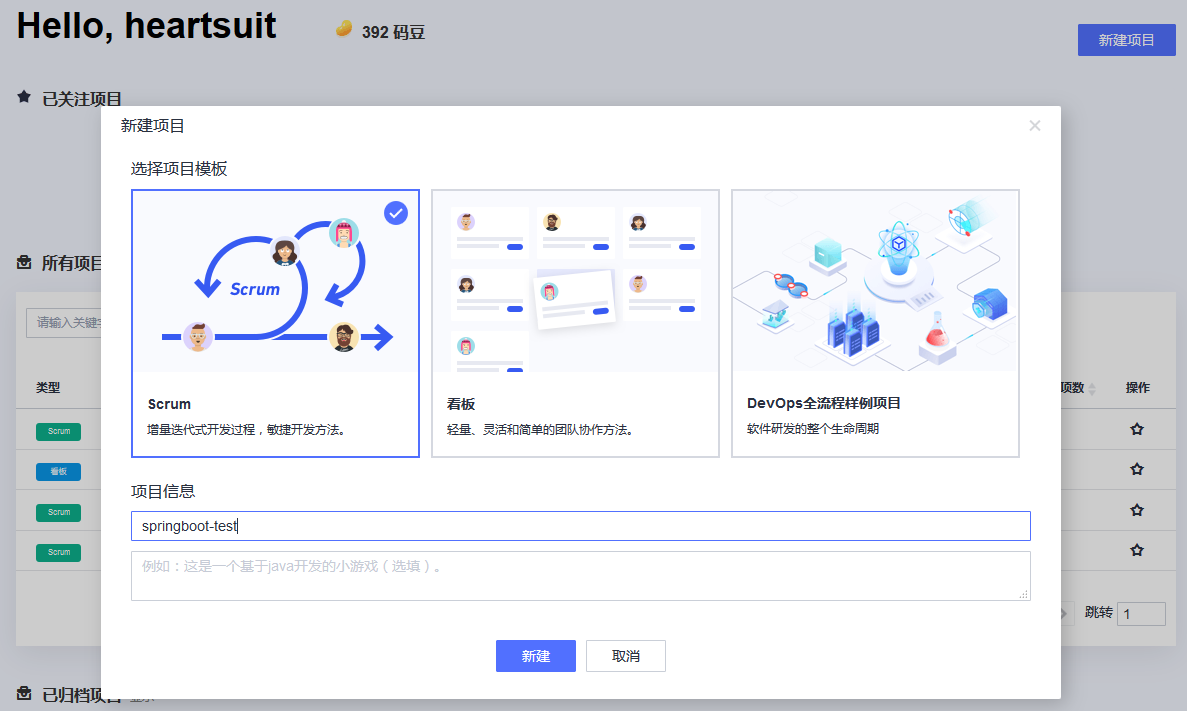 Hello, heartsuit
392 码豆
新建项目
已关注项目
新建项目
选择项目模板
Scrum
Scrum
增量迭代式开发过程，敏捷开发方法。
看板
轻量、灵活和简单的团队协作方法。
DevOps全流程样例项目
软件研发的整个生命周期
所有项目
请输入关键字
类型
项数
操作
Scrum
看板
Scrum
Scrum
项目信息
springboot-test
例如：这是一个基于java开发的小游戏（选填）。
跳转 1
新建
取消
已归档项目